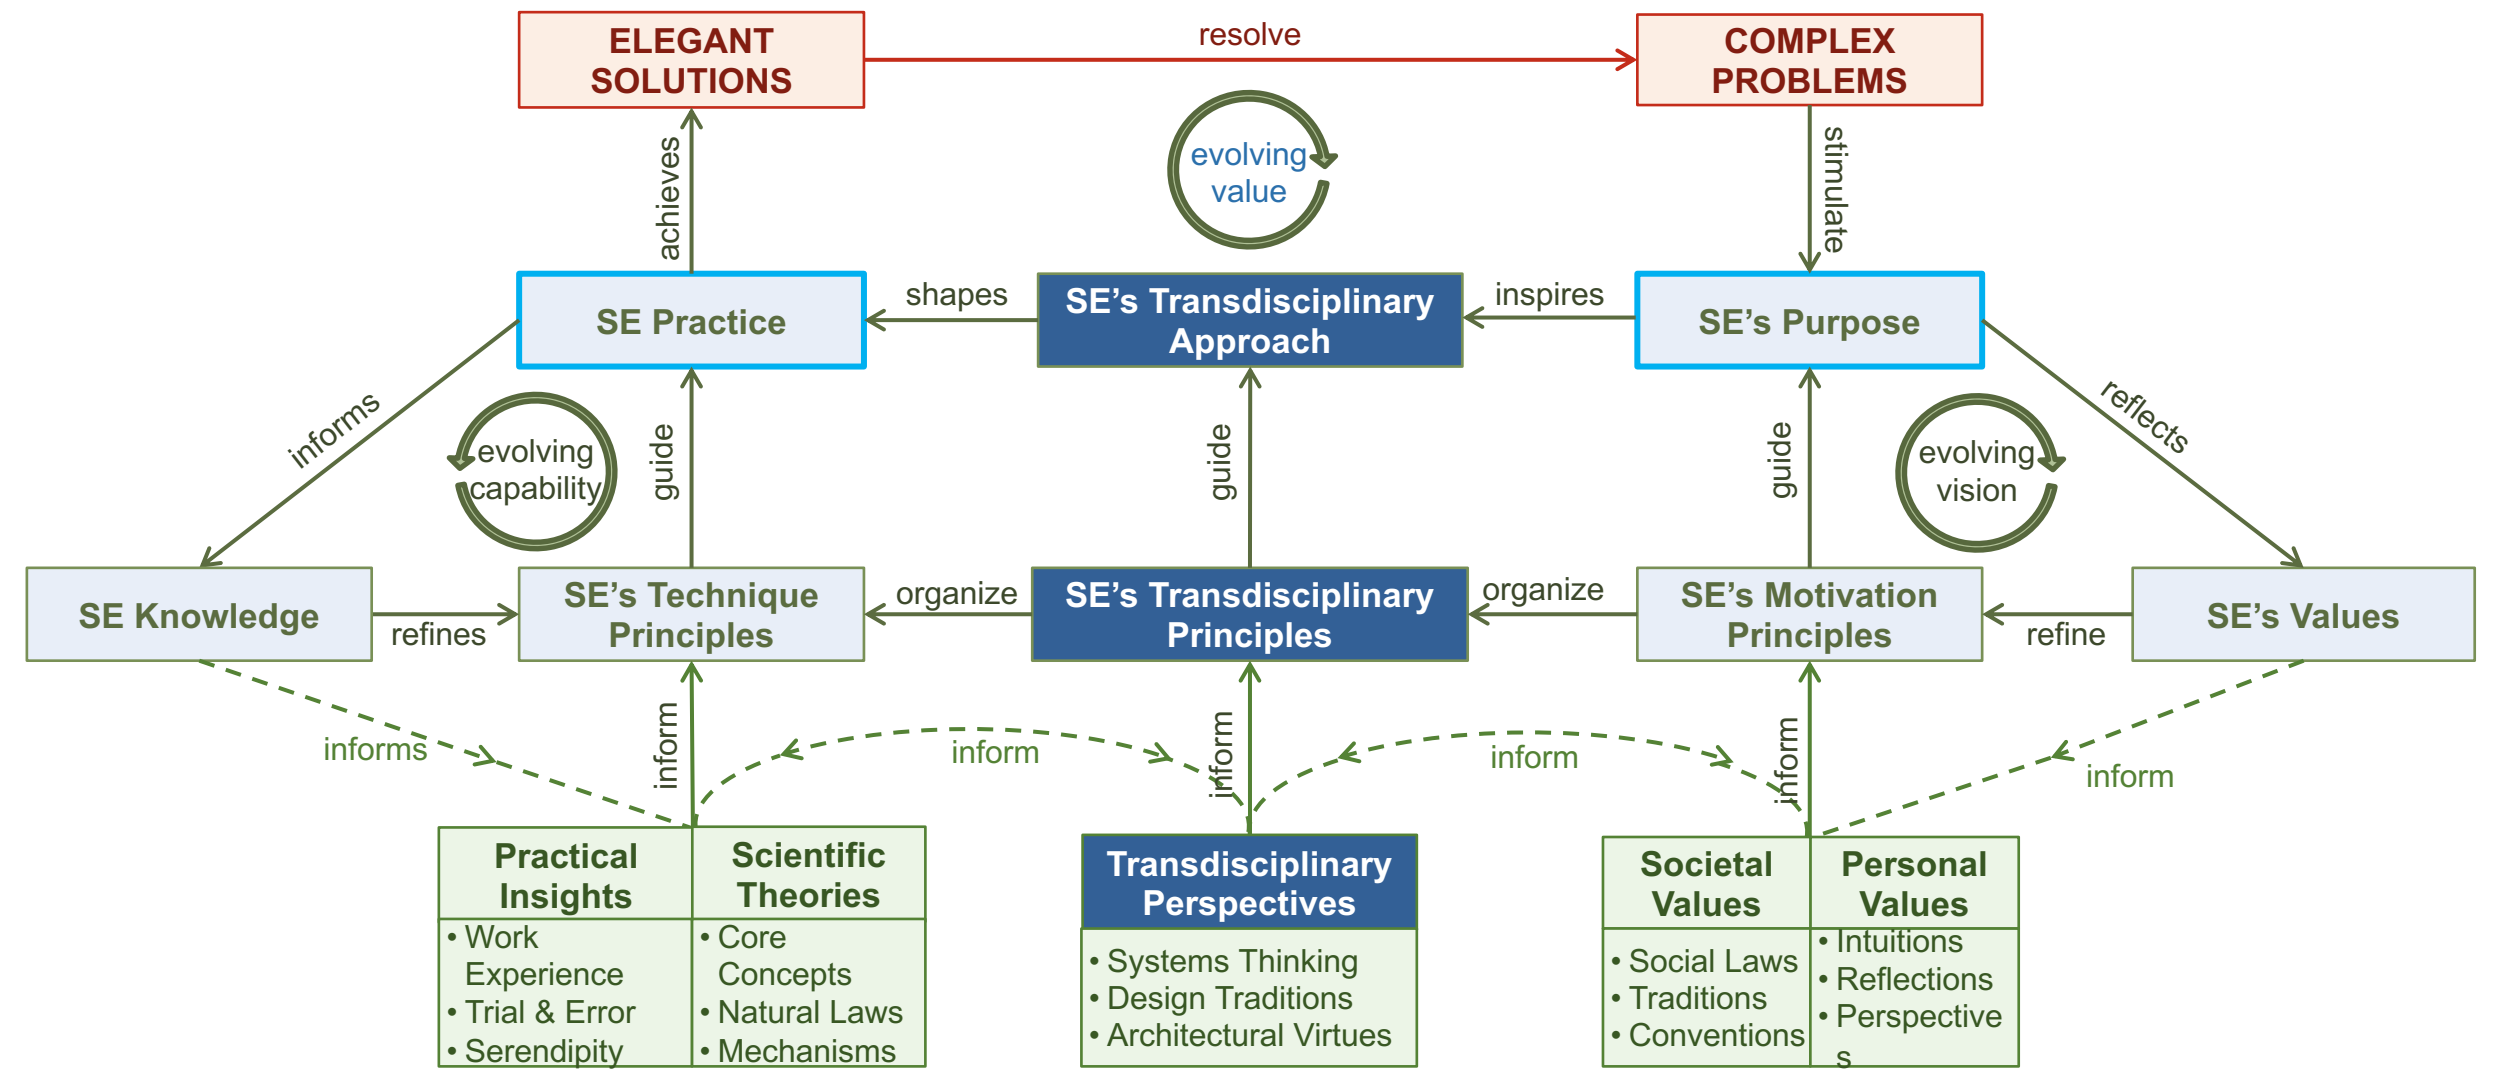 ELEGANT
SOLUTIONS
resolve
COMPLEX
PROBLEMS
achieves
evolving
value
stimulate
SE Practice
shapes
SE’s Transdisciplinary
Approach
inspires
SE’s Purpose
informs
evolving
capability
guide
guide
guide
evolving
vision
reflects
SE Knowledge
refines
SE’s Technique
Principles
organize
SE’s Transdisciplinary
Principles
organize
SE’s Motivation
Principles
refine
SE’s Values
informs
inform
inform
inform
inform
inform
inform
Practical
Insights
• Work
Experience
• Trial & Error
• Serendipity
Scientific
Theories
• Core
Concepts
• Natural Laws
• Mechanisms
Transdisciplinary
Perspectives
• Systems Thinking
• Design Traditions
• Architectural Virtues
Societal
Values
• Social Laws
• Traditions
• Conventions
Personal
Values
• Intuitions
• Reflections
• Perspective
s